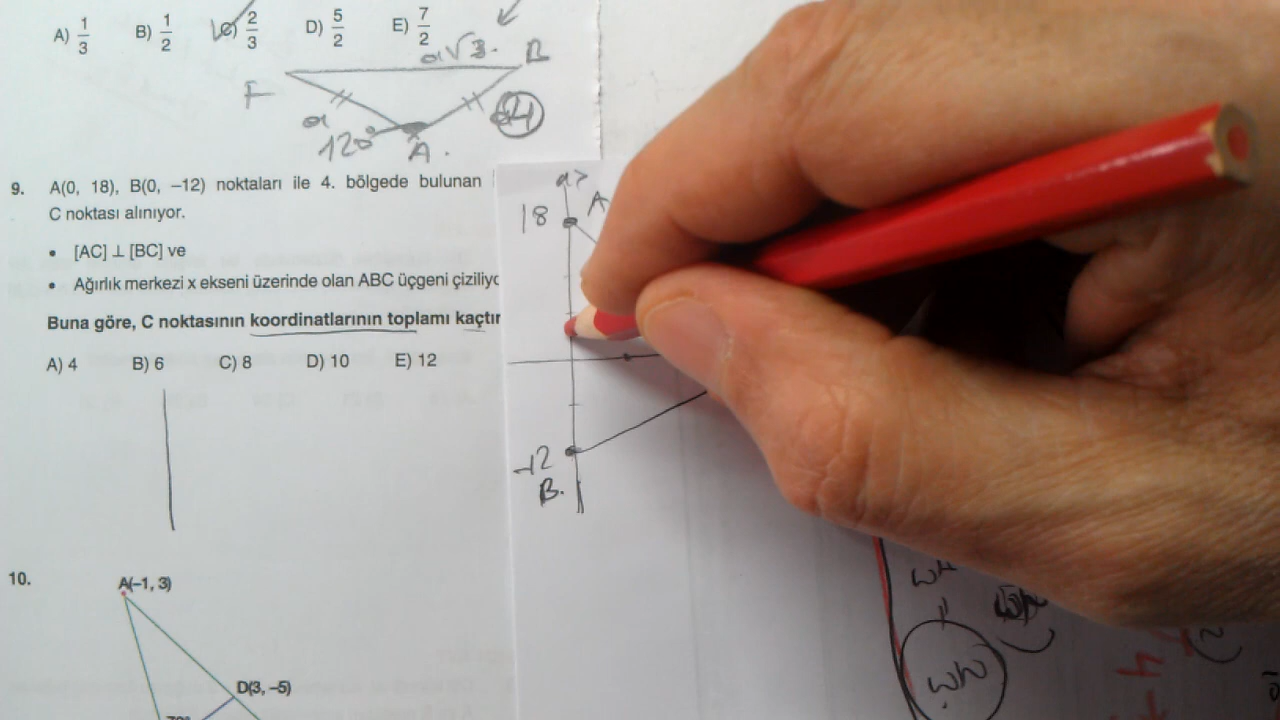 A) 1/3 B) 1/2 C) 2/3 D) 5/2 E) 7/2
a√3 B
F
a
120° A
9. A(0, 18), B(0, –12) noktaları ile 4. bölgede bulunan
C noktası alınıyor.
• [AC] ⊥ [BC] ve
• Ağırlık merkezi x ekseni üzerinde olan ABC üçgeni çiziliyo
Buna göre, C noktasının koordinatlarının toplamı kaçtır
A) 4 B) 6 C) 8 D) 10 E) 12
18 A
-12
B.
10.
A(–1, 3)
D(3, –5)